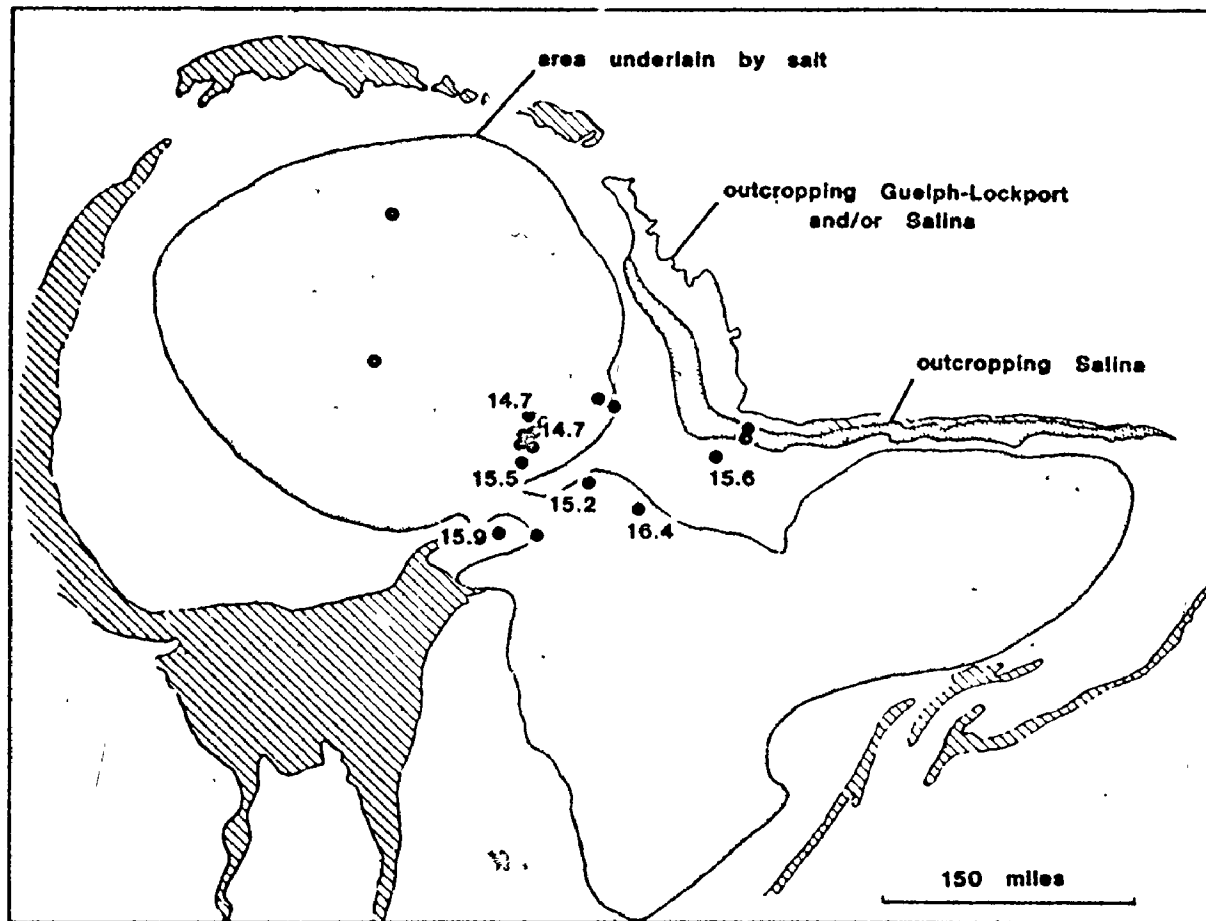 area underlain by salt
outcropping Guelph-Lockport
and/or Salina
outcropping Salina
14.7
14.7
15.5
15.2
15.6
16.4
15.9
150 miles